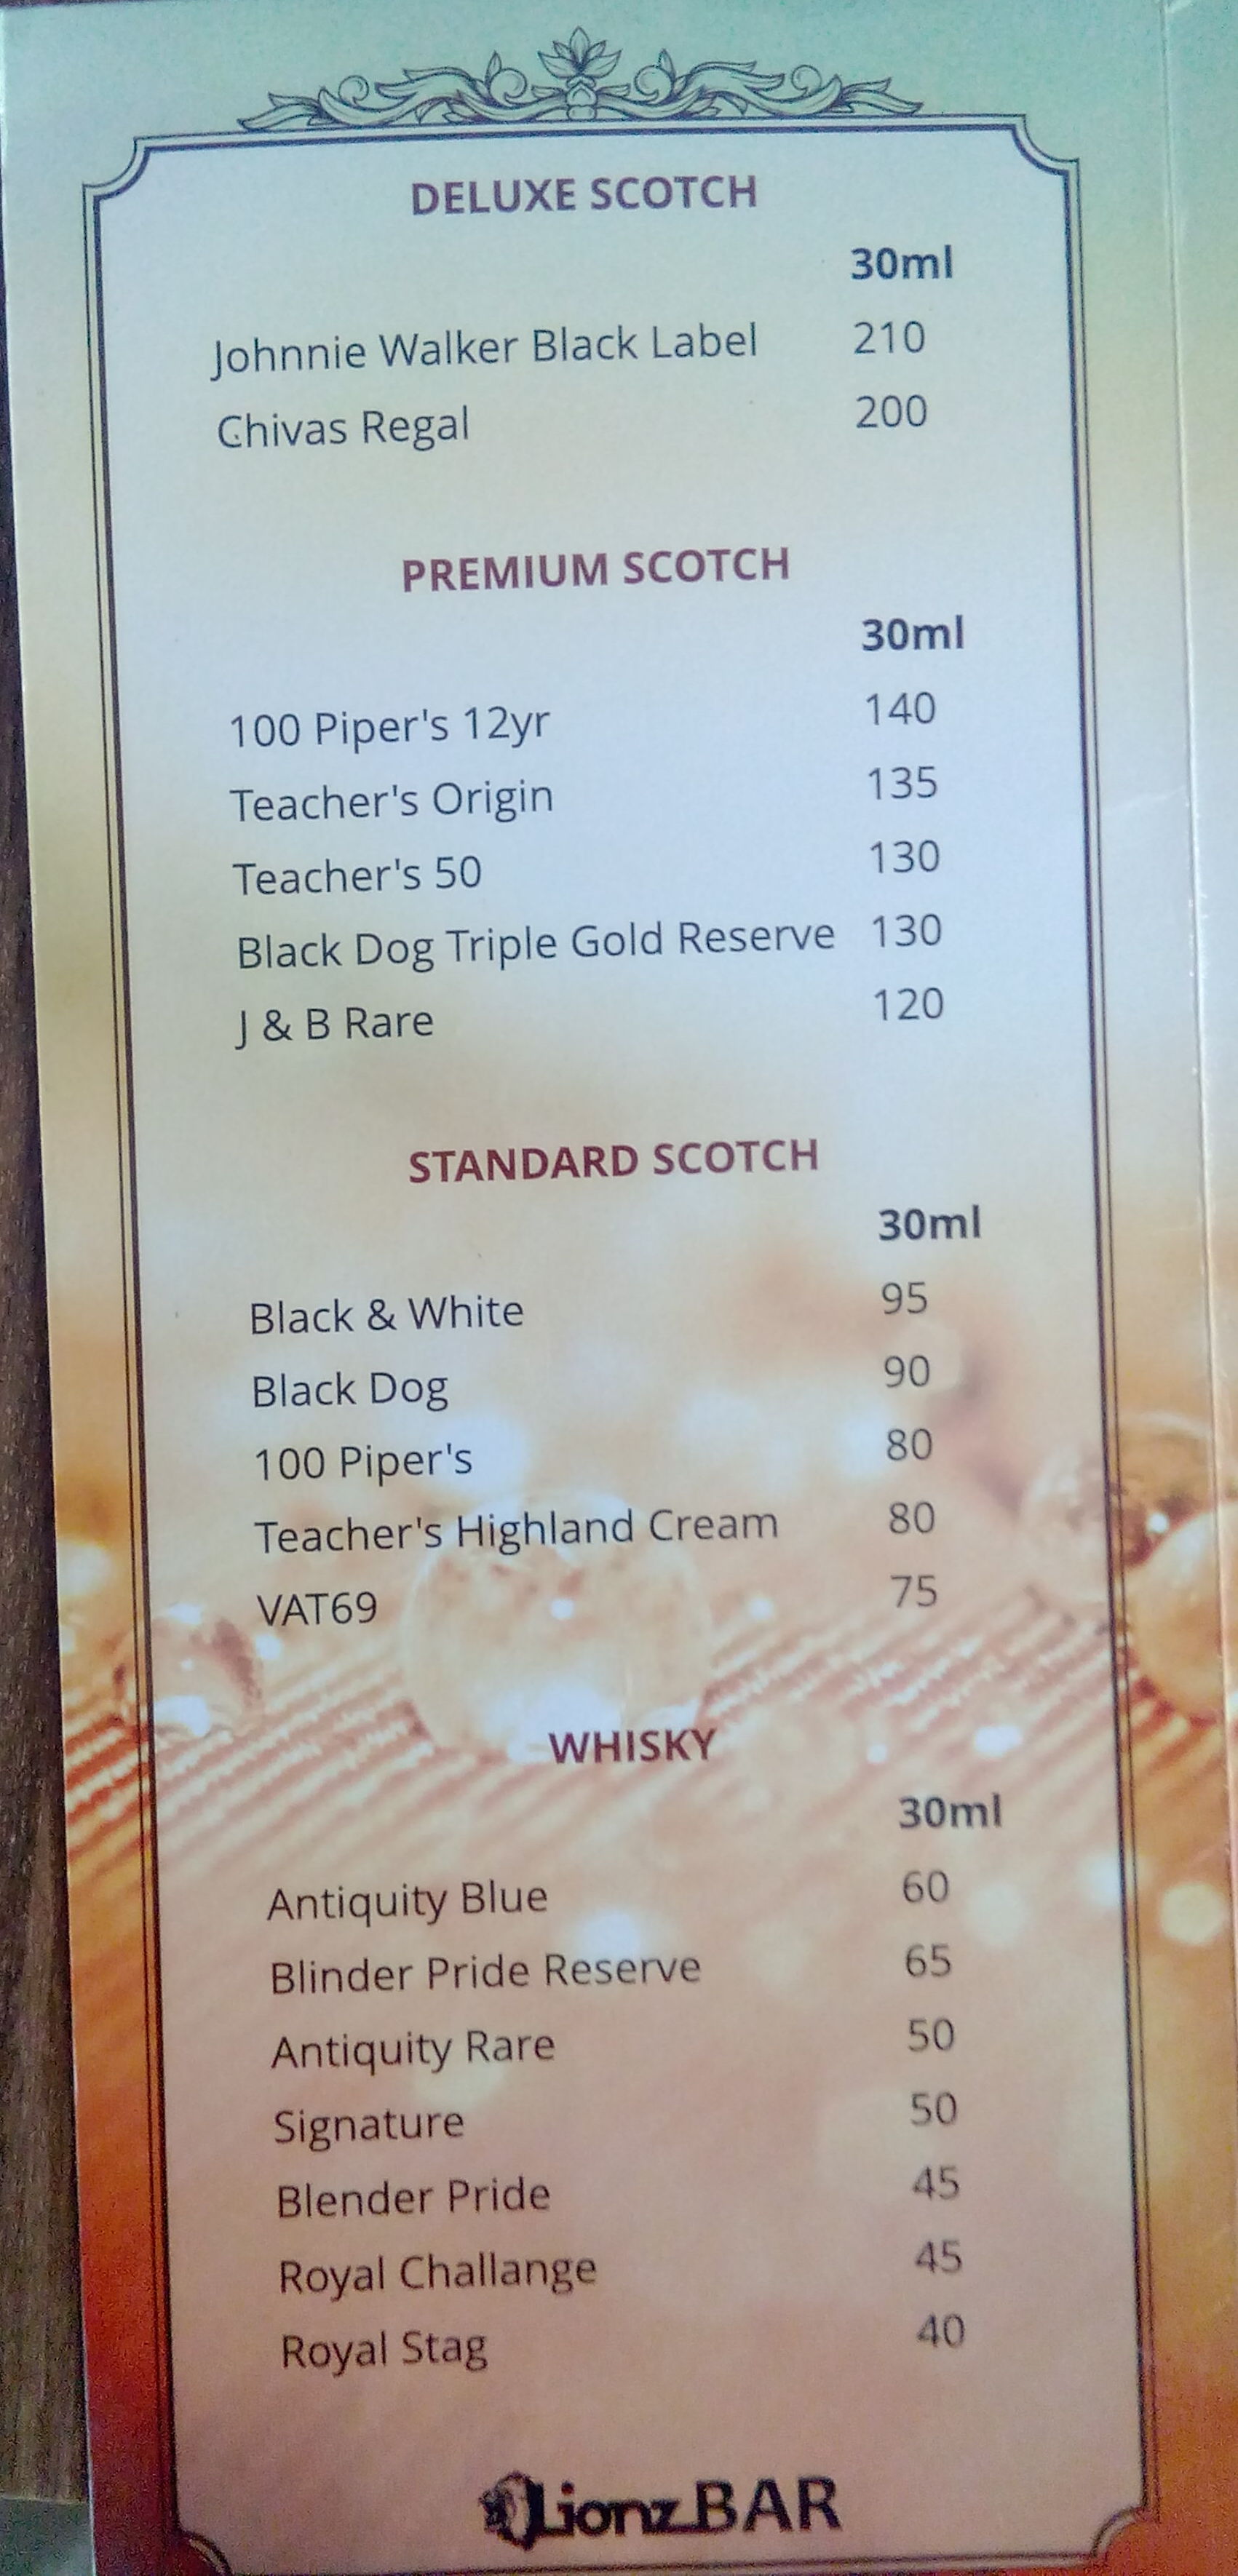 DELUXE SCOTCH
30ml
Johnnie Walker Black Label 210
Chivas Regal 200
PREMIUM SCOTCH
30ml
100 Piper's 12yr 140
Teacher's Origin 135
Teacher's 50 130
Black Dog Triple Gold Reserve 130
J & B Rare 120
STANDARD SCOTCH
30ml
Black & White 95
Black Dog 90
100 Piper's 80
Teacher's Highland Cream 80
VAT69 75
WHISKY
30ml
Antiquity Blue 60
Blinder Pride Reserve 65
Antiquity Rare 50
Signature 50
Blender Pride 45
Royal Challange 45
Royal Stag 40
Lionz BAR